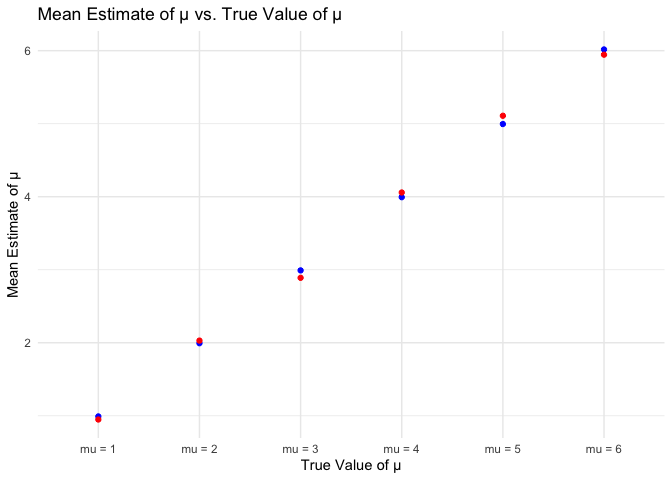 Mean Estimate of μ vs. True Value of μ
Mean Estimate of μ
6
4
2
mu = 1 mu = 2 mu = 3 mu = 4 mu = 5 mu = 6
True Value of μ